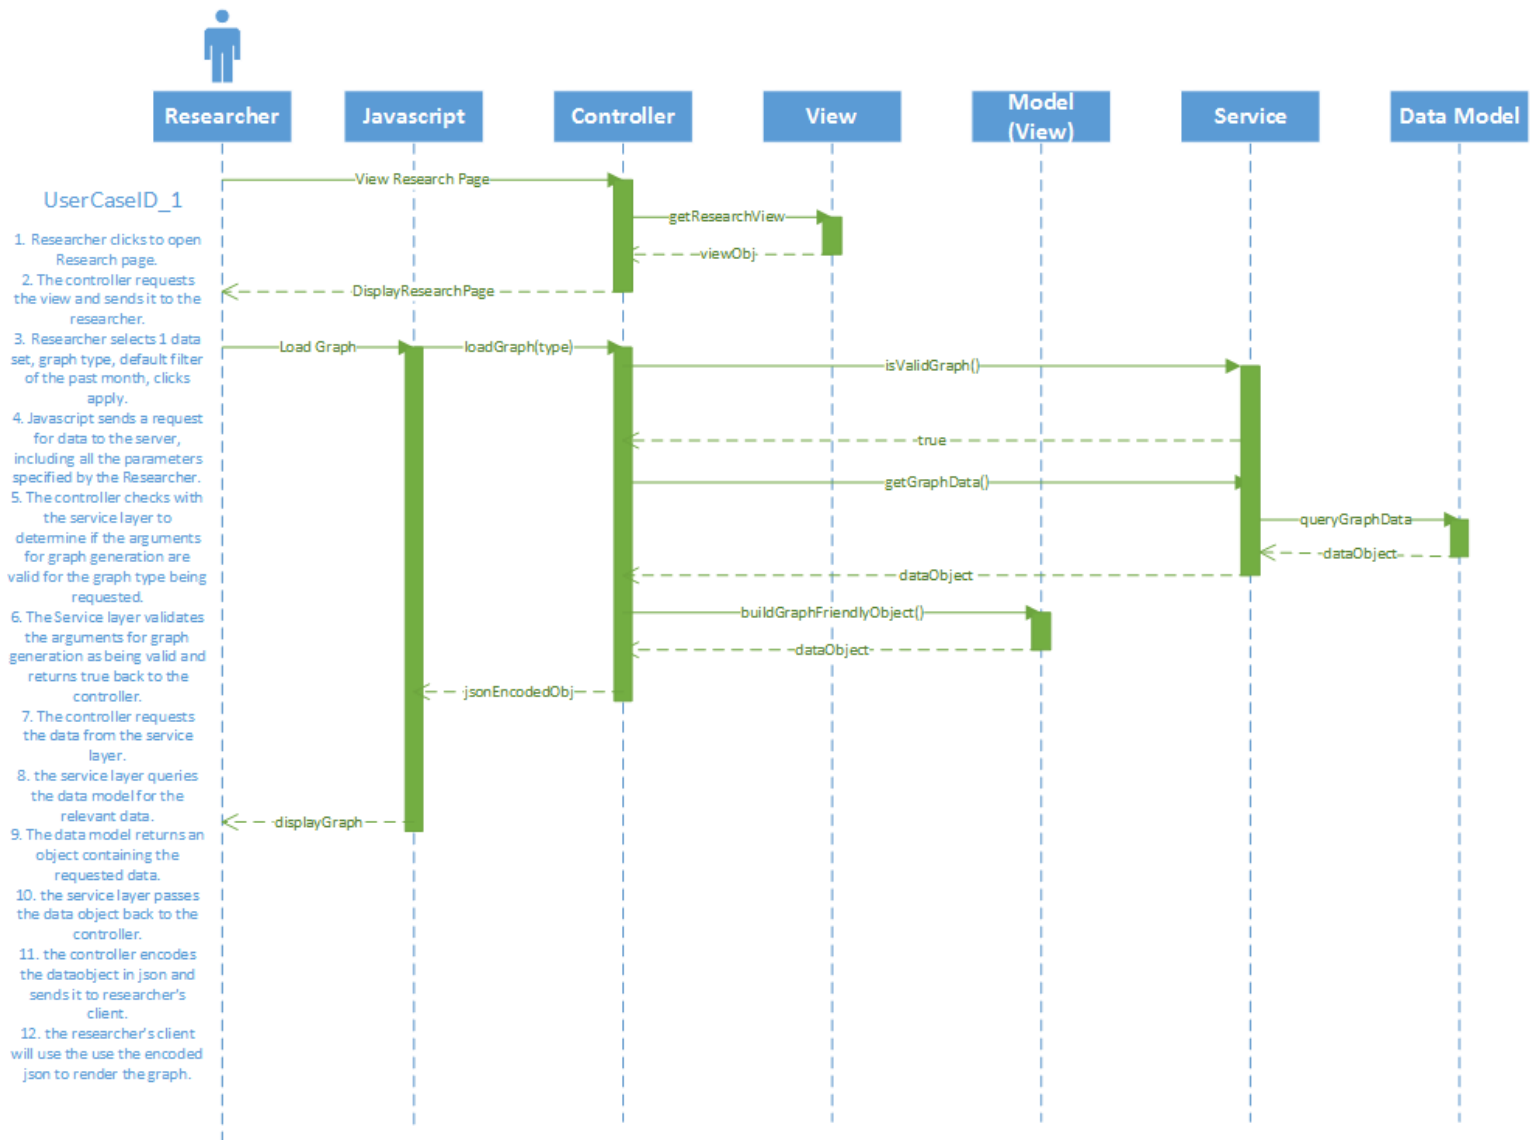 Researcher
Javascript
Controller
View
Model
(View)
Service
Data Model
UserCaseID_1
1. Researcher clicks to open
Research page.
2. The controller requests
the view and sends it to the
researcher.
3. Researcher selects 1 data
set, graph type, default filter
of the past month, clicks
apply.
4. Javascript sends a request
for data to the server,
including all the parameters
specified by the Researcher.
5. The controller checks with
the service layer to
determine if the arguments
for graph generation are
valid for the graph type being
requested.
6. The Service layer validates
the arguments for graph
generation as being valid and
returns true back to the
controller.
7. The controller requests
the data from the service
layer.
8. the service layer queries
the data model for the
relevant data.
9. The data model returns an
object containing the
requested data.
10. the service layer passes
the data object back to the
controller.
11. the controller encodes
the dataobject in json and
sends it to researcher's
client.
12. the researcher's client
will use the use the encoded
json to render the graph.
View Research Page
getResearchView
viewObj
DisplayResearchPage
Load Graph
loadGraph(type)
isValidGraph()
true
getGraphData()
queryGraphData
dataObject
dataObject
buildGraphFriendlyObject()
dataObject
jsonEncodedObj
displayGraph